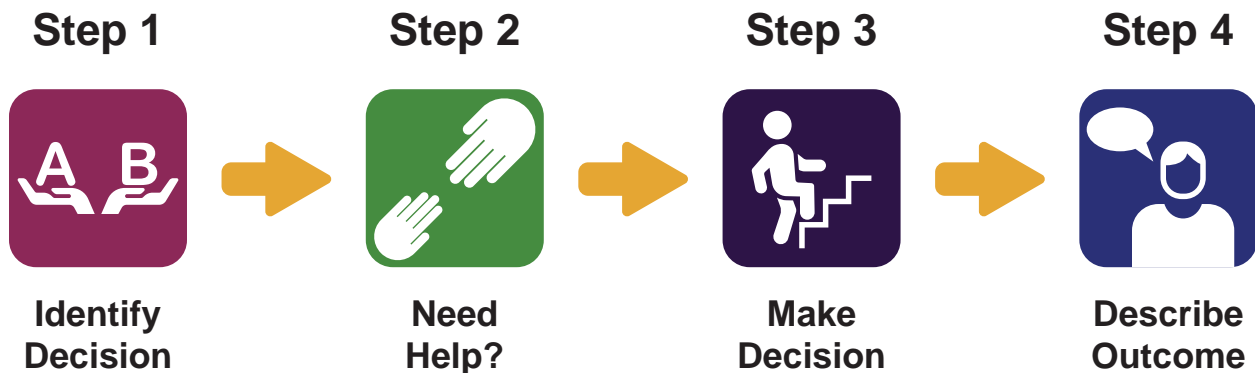 Step 1
Step 2
Step 3
Step 4
A B
Identify
Decision
Need
Help?
Make
Decision
Describe
Outcome